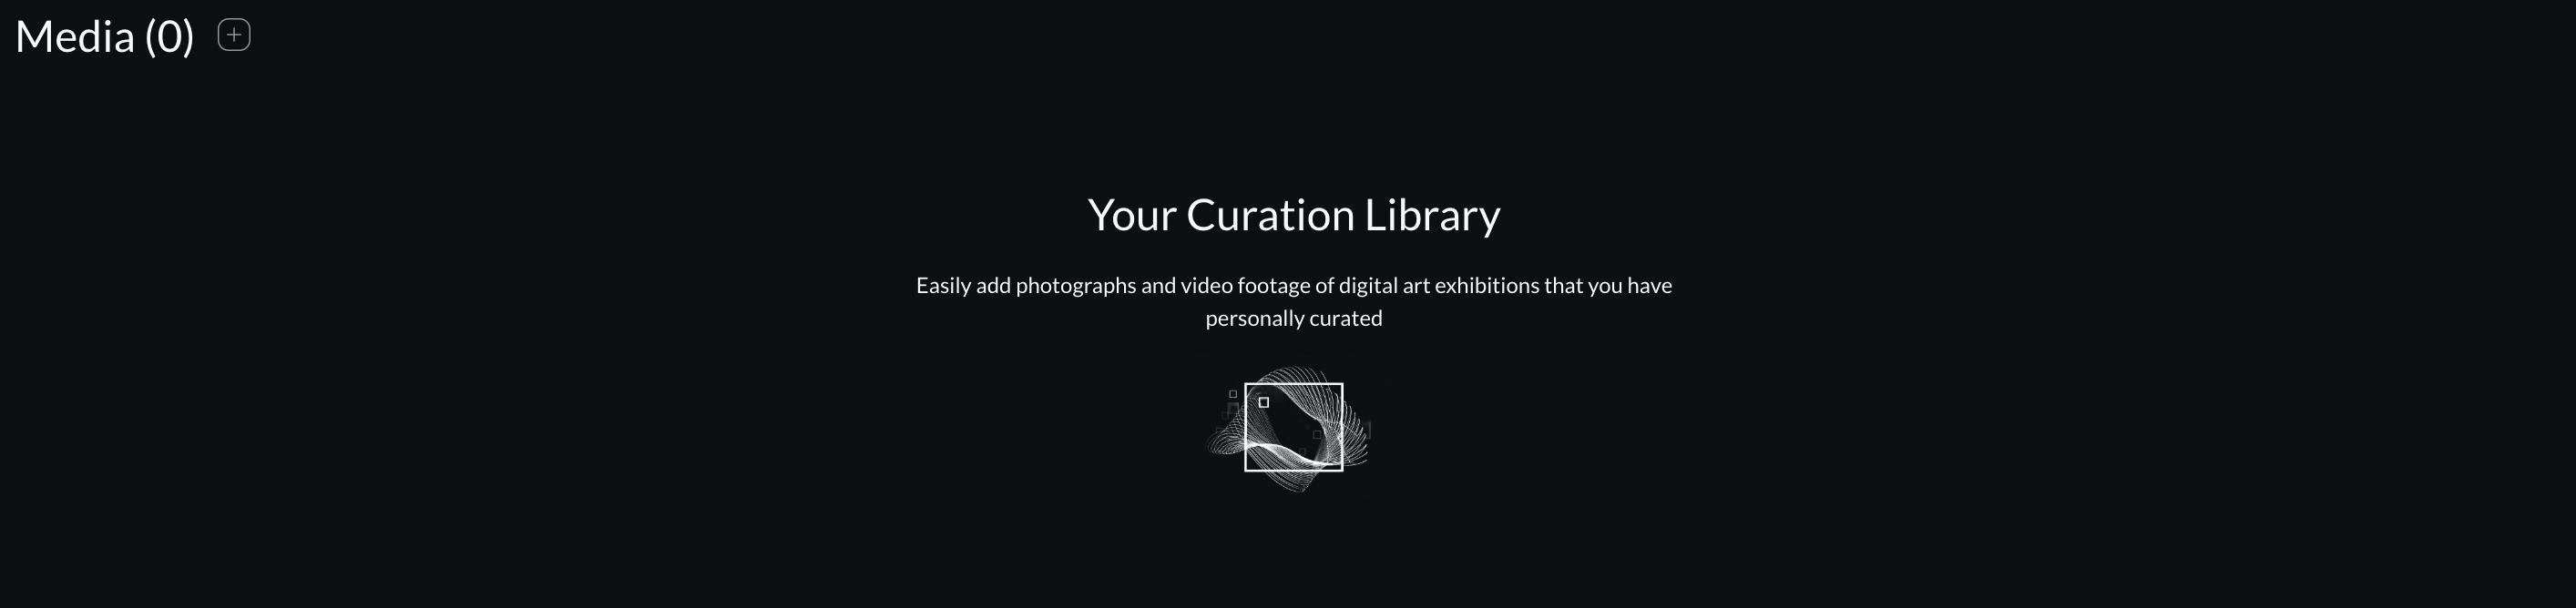 Media (0)
Your Curation Library
Easily add photographs and video footage of digital art exhibitions that you have
personally curated